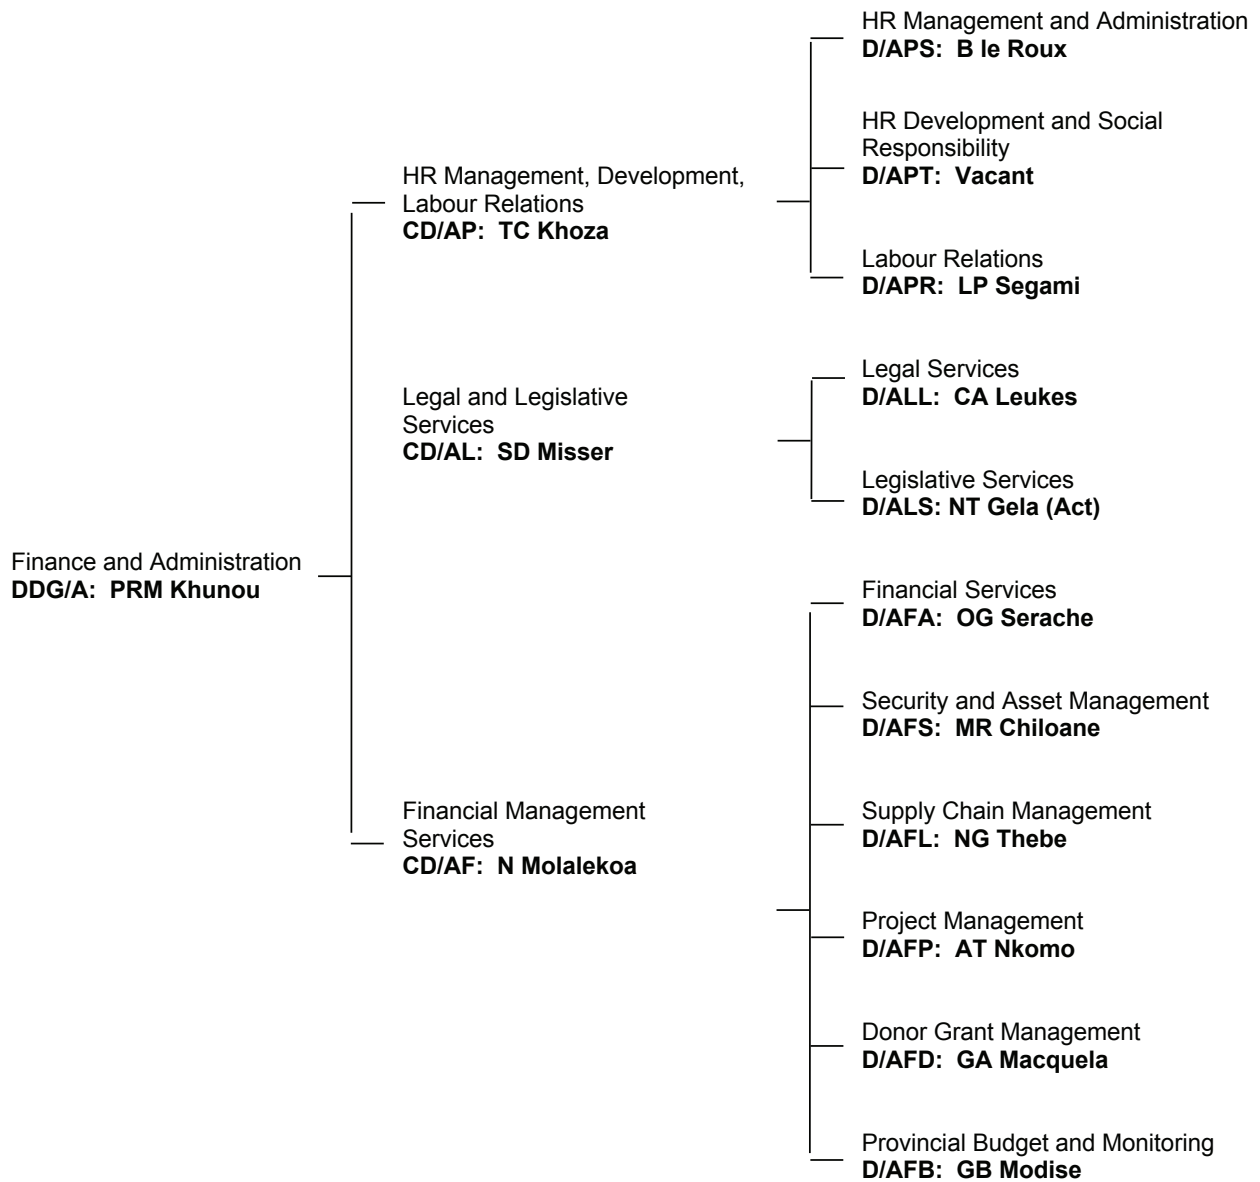 HR Management and Administration
D/APS: B le Roux
HR Development and Social
Responsibility
D/APT: Vacant
HR Management, Development,
Labour Relations
CD/AP: TC Khoza
Labour Relations
D/APR: LP Segami
Legal Services
D/ALL: CA Leukes
Legal and Legislative
Services
CD/AL: SD Misser
Legislative Services
D/ALS: NT Gela (Act)
Finance and Administration
DDG/A: PRM Khunou
Financial Services
D/AFA: OG Serache
Security and Asset Management
D/AFS: MR Chiloane
Financial Management
Services
CD/AF: N Molalekoa
Supply Chain Management
D/AFL: NG Thebe
Project Management
D/AFP: AT Nkomo
Donor Grant Management
D/AFD: GA Macquela
Provincial Budget and Monitoring
D/AFB: GB Modise